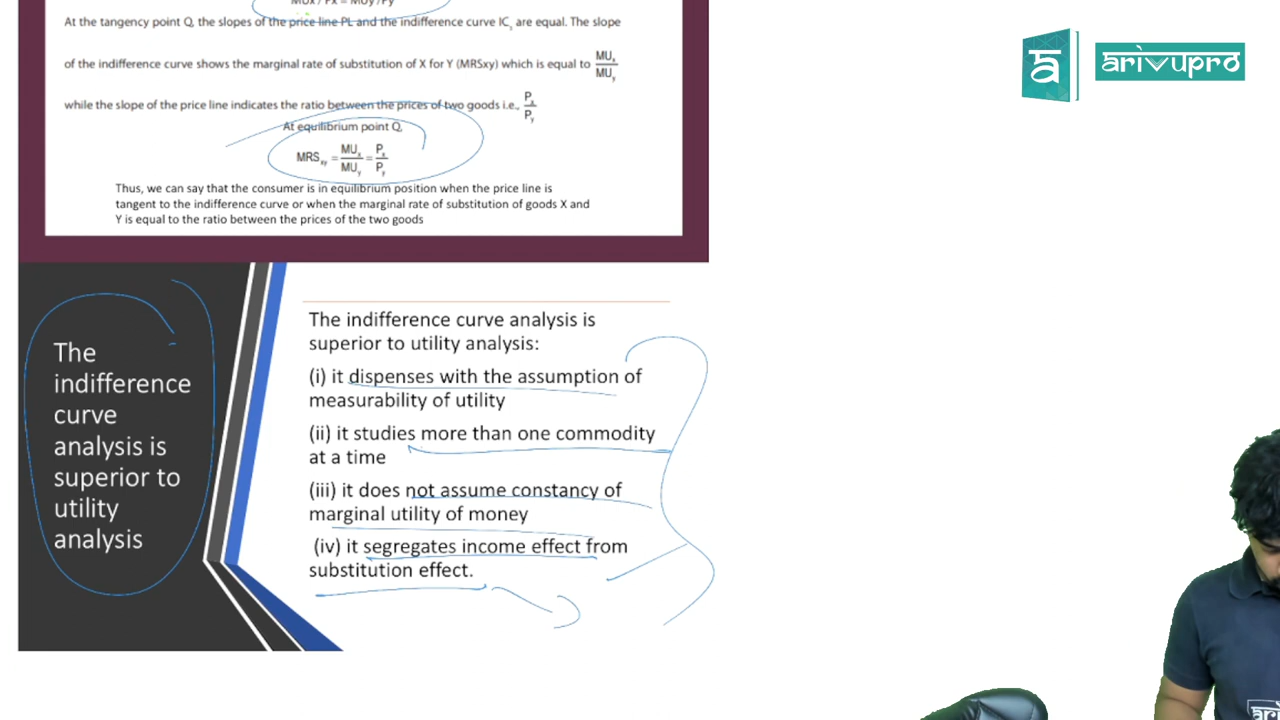 MUx / Px = MUy /Py
At the tangency point Q, the slopes of the price line PL and the indifference curve IC3 are equal. The slope
of the indifference curve shows the marginal rate of substitution of X for Y (MRSxy) which is equal to MUx/MUy
while the slope of the price line indicates the ratio between the prices of two goods i.e., Px/Py
At equilibrium point Q,
MRSxy = MUx/MUy = Px/Py
Thus, we can say that the consumer is in equilibrium position when the price line is
tangent to the indifference curve or when the marginal rate of substitution of goods X and
Y is equal to the ratio between the prices of the two goods
The
indifference
curve
analysis is
superior to
utility
analysis
The indifference curve analysis is
superior to utility analysis:
(i) it dispenses with the assumption of
measurability of utility
(ii) it studies more than one commodity
at a time
(iii) it does not assume constancy of
marginal utility of money
(iv) it segregates income effect from
substitution effect.
arivupro